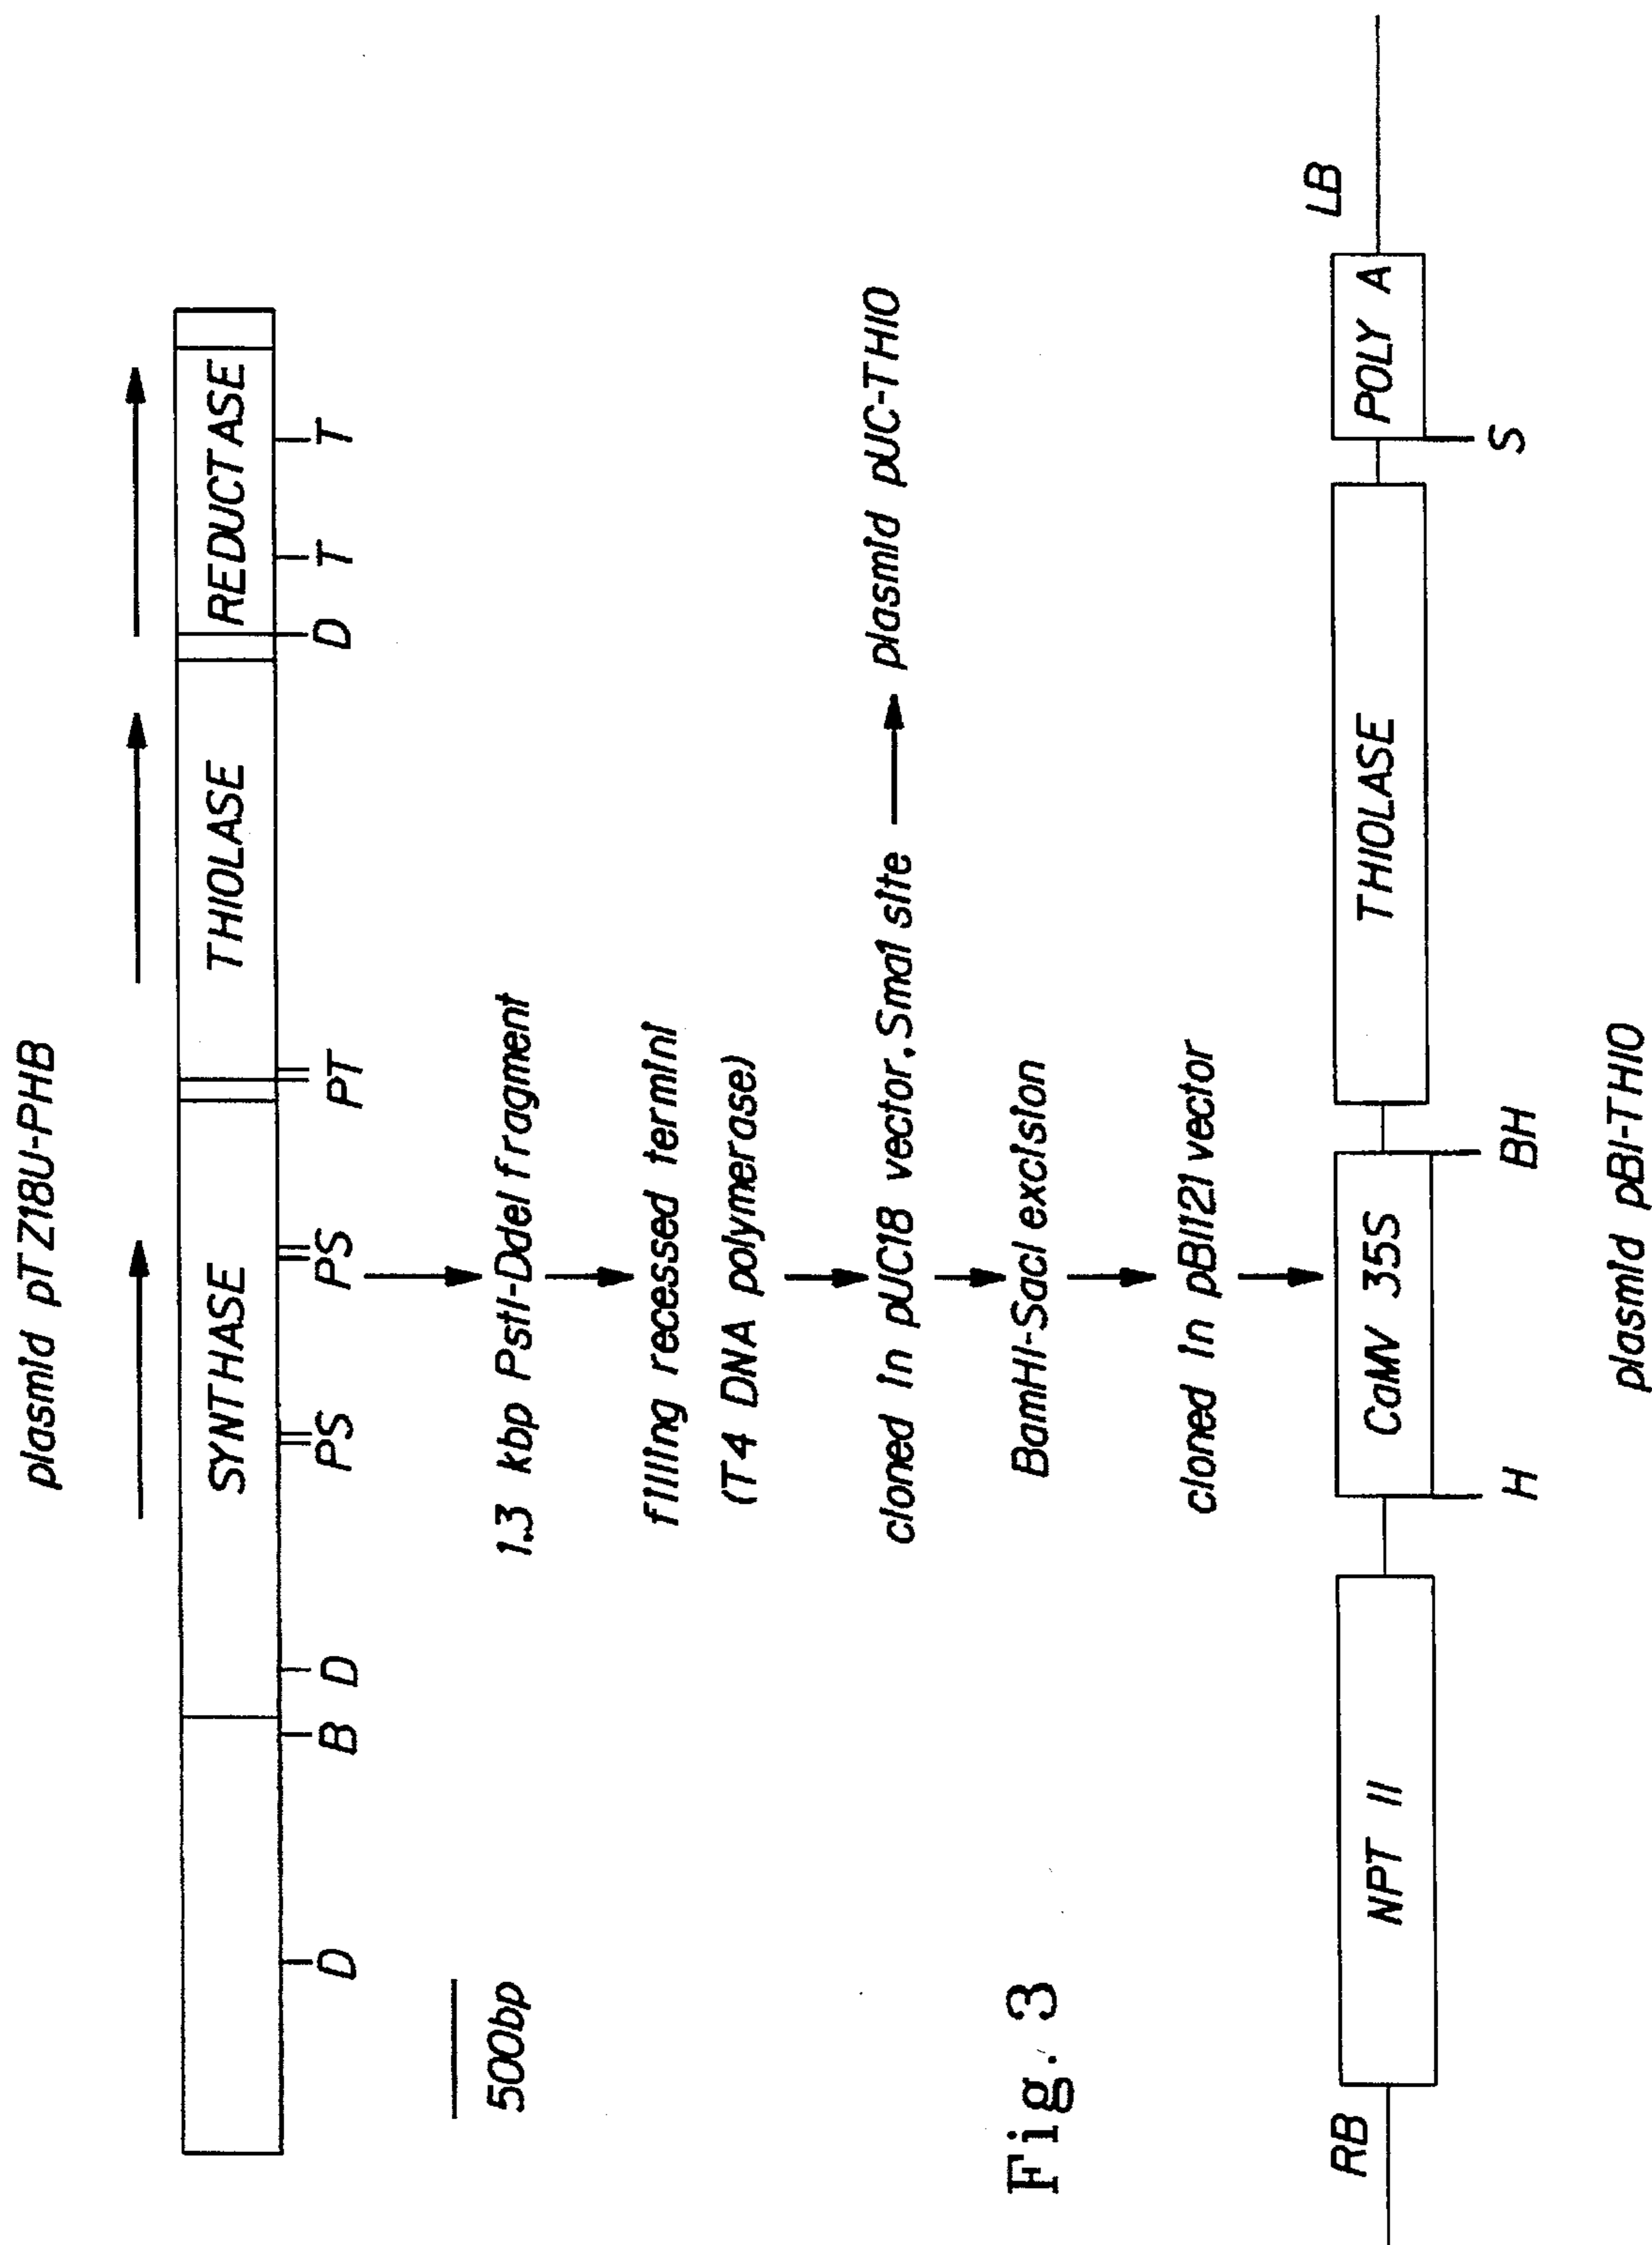 plasmid pTZ18U-PHB
SYNTHASE THIOLASE REDUCTASE
D B D PS PS PT D T T
500bp
1.3 kbp PstI-DdeI fragment
filling recessed termini
(T4 DNA polymerase)
cloned in pUC18 vector, SmaI site plasmid pUC-THIO
BamHI-SacI excision
cloned in pBI121 vector
Fig. 3
RB LB
NPT II CaMV 35S THIOLASE POLY A
H BH S
plasmid pBI-THIO